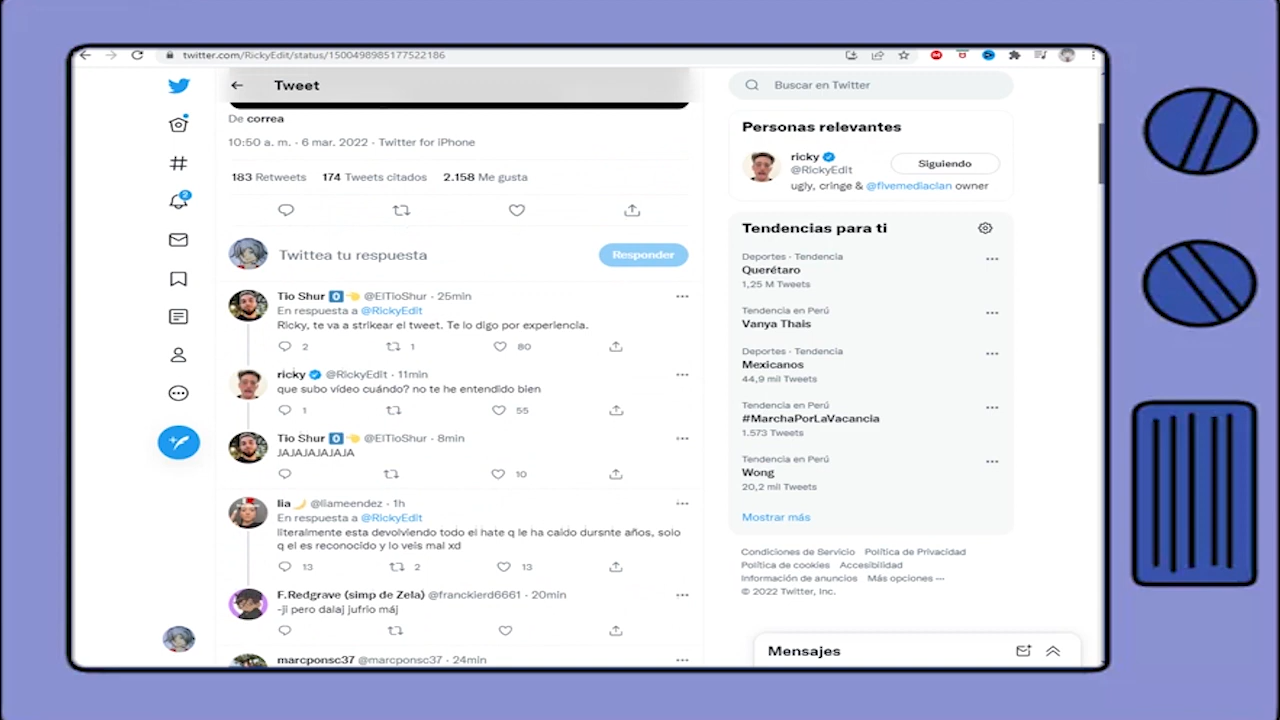 twitter.com/RickyEdit/status/1500498985177522186
Tweet
Buscar en Twitter
De correa
10:50 a. m. · 6 mar. 2022 · Twitter for iPhone
183 Retweets 174 Tweets citados 2.158 Me gusta
Twittea tu respuesta
Responder
Tio Shur @ElTioShur · 25min
En respuesta a @RickyEdit
Ricky, te va a strikear el tweet. Te lo digo por experiencia.
2 1 80
ricky @RickyEdit · 11min
que subo vídeo cuándo? no te he entendido bien
1 55
Tio Shur @ElTioShur · 8min
JAJAJAJAJAJA
10
lia @liameendez · 1h
En respuesta a @RickyEdit
literalmente esta devolviendo todo el hate q le ha caido dursnte años, solo
q el es reconocido y lo veis mal xd
13 2 13
F.Redgrave (simp de Zela) @franckierd6661 · 20min
-ji pero dalaj jufrio máj
marcponsc37 @marcponsc37 · 24min
Personas relevantes
ricky
@RickyEdit
Siguiendo
ugly, cringe & @fivemediaclan owner
Tendencias para ti
Deportes · Tendencia
Querétaro
1,25 M Tweets
Tendencia en Perú
Vanya Thais
Deportes · Tendencia
Mexicanos
44,9 mil Tweets
Tendencia en Perú
#MarchaPorLaVacancia
1.573 Tweets
Tendencia en Perú
Wong
20,2 mil Tweets
Mostrar más
Condiciones de Servicio Política de Privacidad
Política de cookies Accesibilidad
Información de anuncios Más opciones ···
© 2022 Twitter, Inc.
Mensajes
2